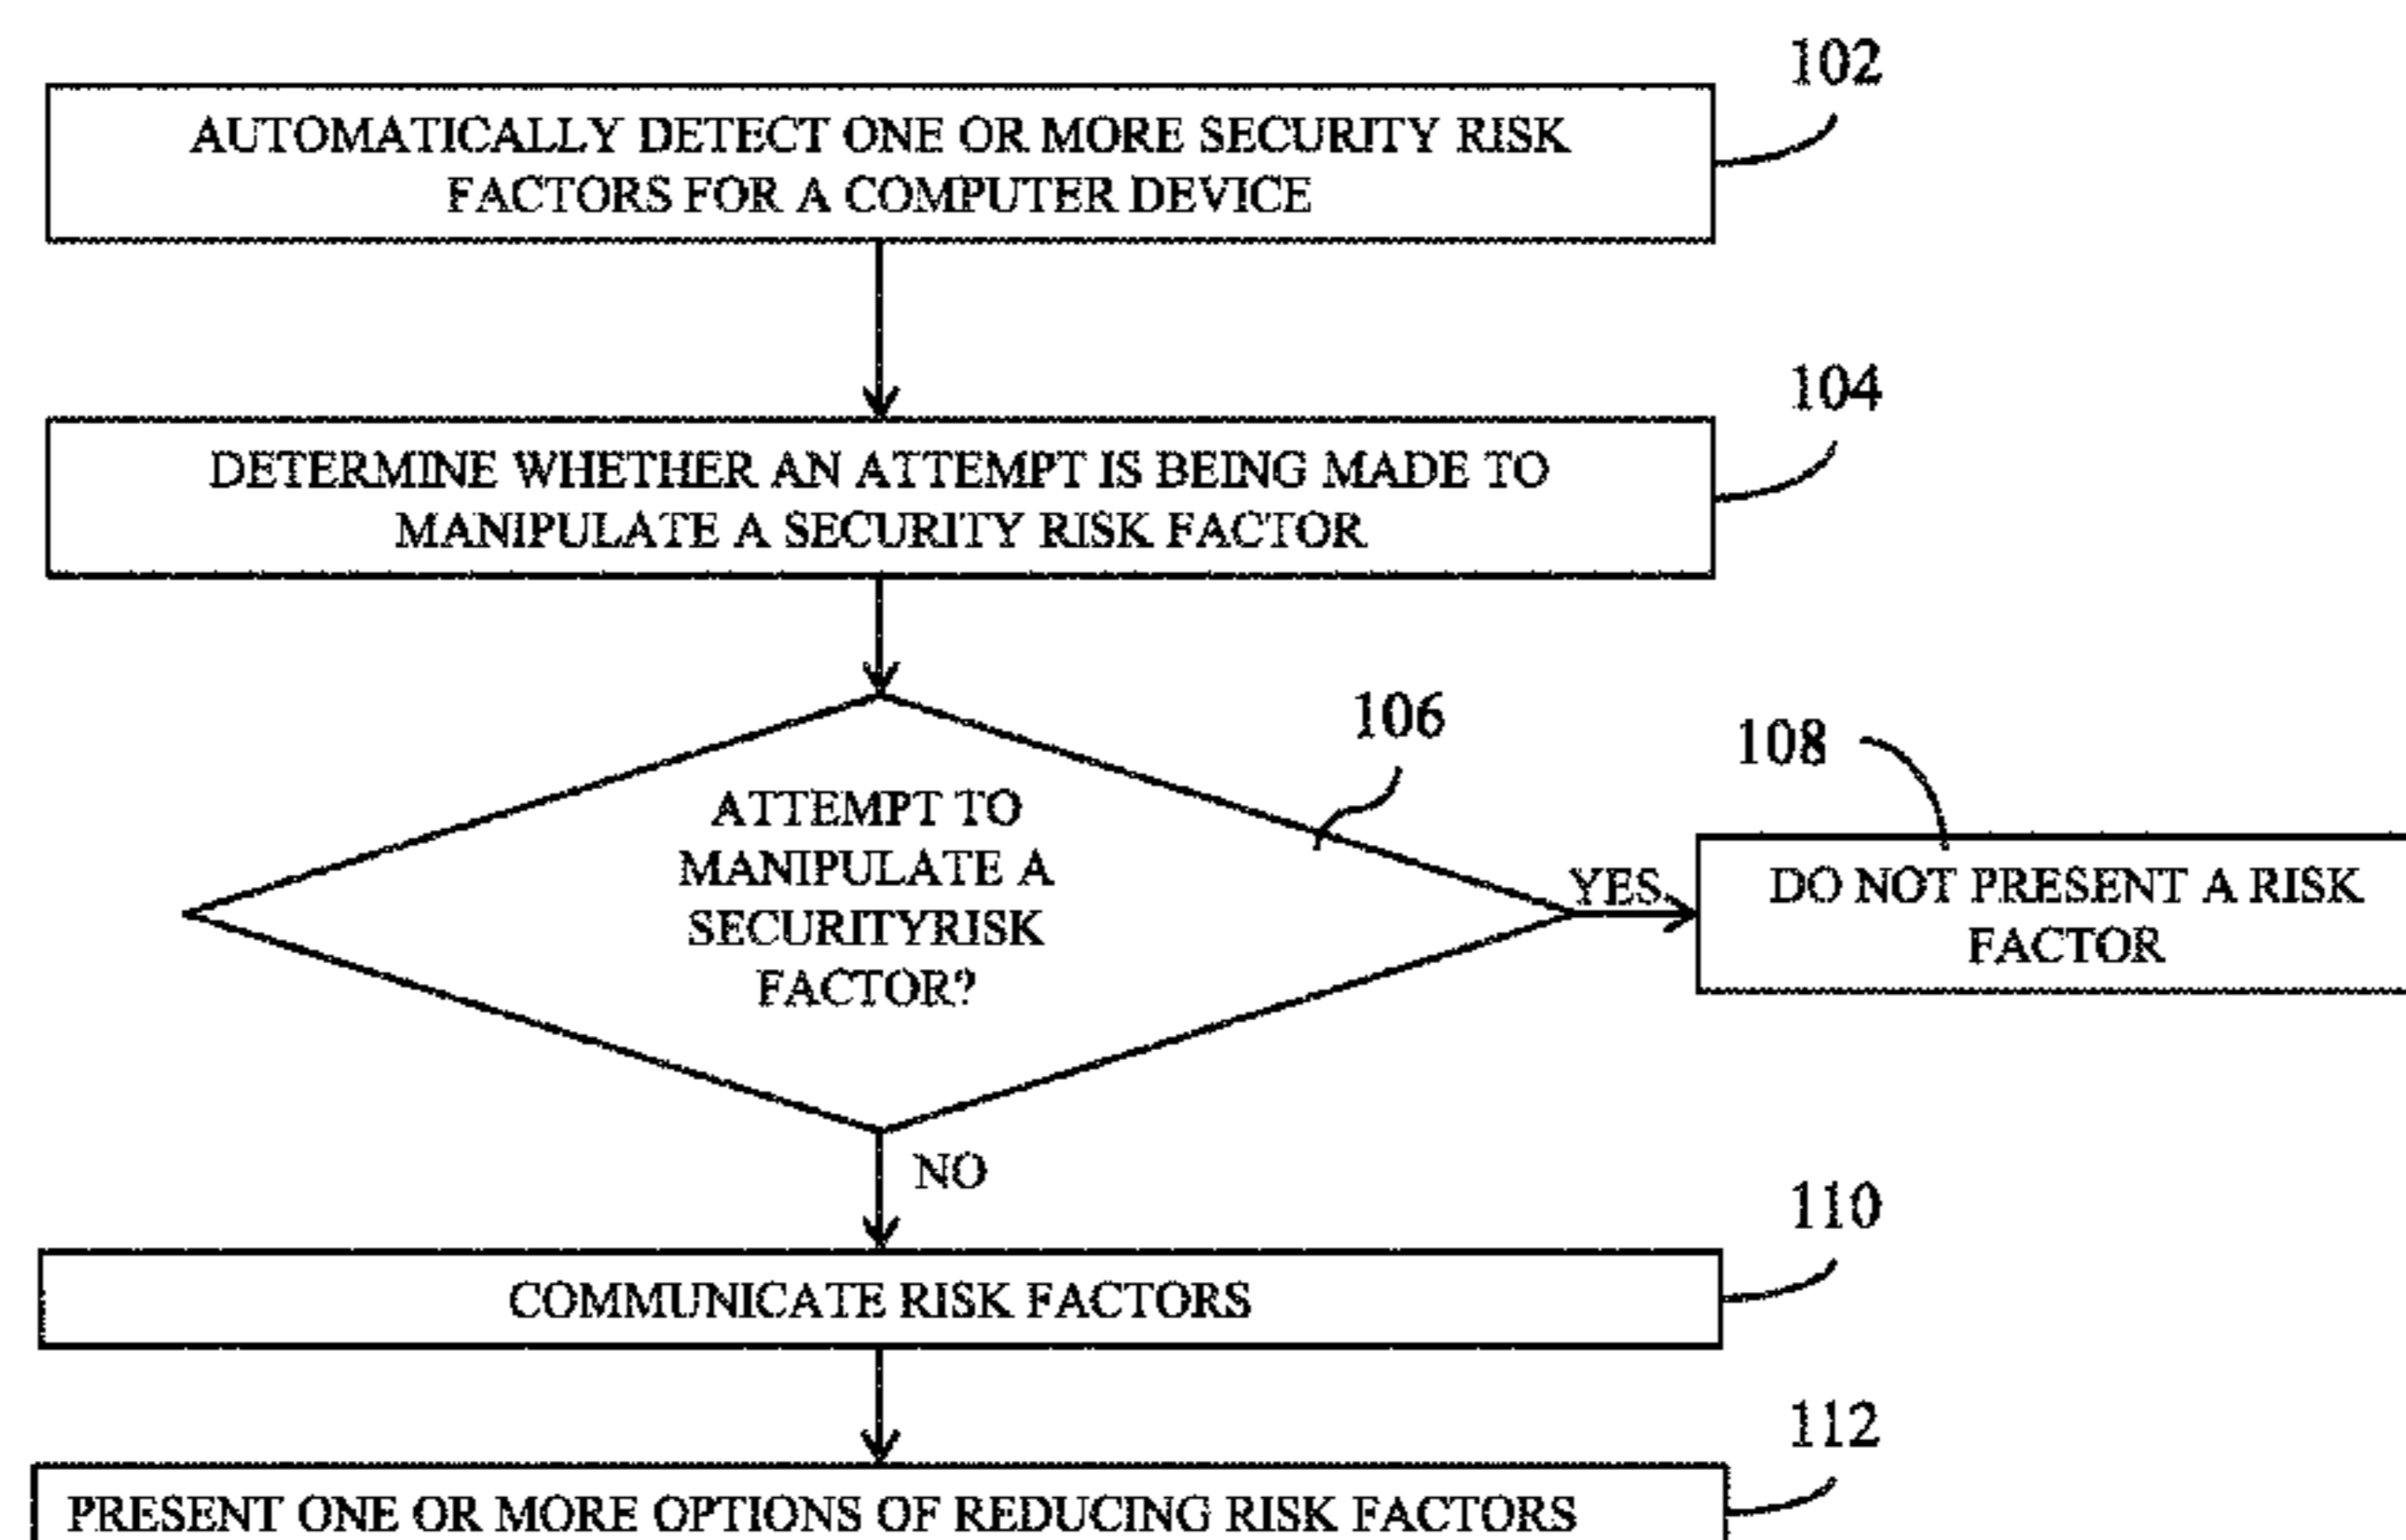 102
AUTOMATICALLY DETECT ONE OR MORE SECURITY RISK
FACTORS FOR A COMPUTER DEVICE
104
DETERMINE WHETHER AN ATTEMPT IS BEING MADE TO
MANIPULATE A SECURITY RISK FACTOR
106
ATTEMPT TO
MANIPULATE A
SECURITYRISK
FACTOR?
YES
108
DO NOT PRESENT A RISK
FACTOR
NO
110
COMMUNICATE RISK FACTORS
112
PRESENT ONE OR MORE OPTIONS OF REDUCING RISK FACTORS